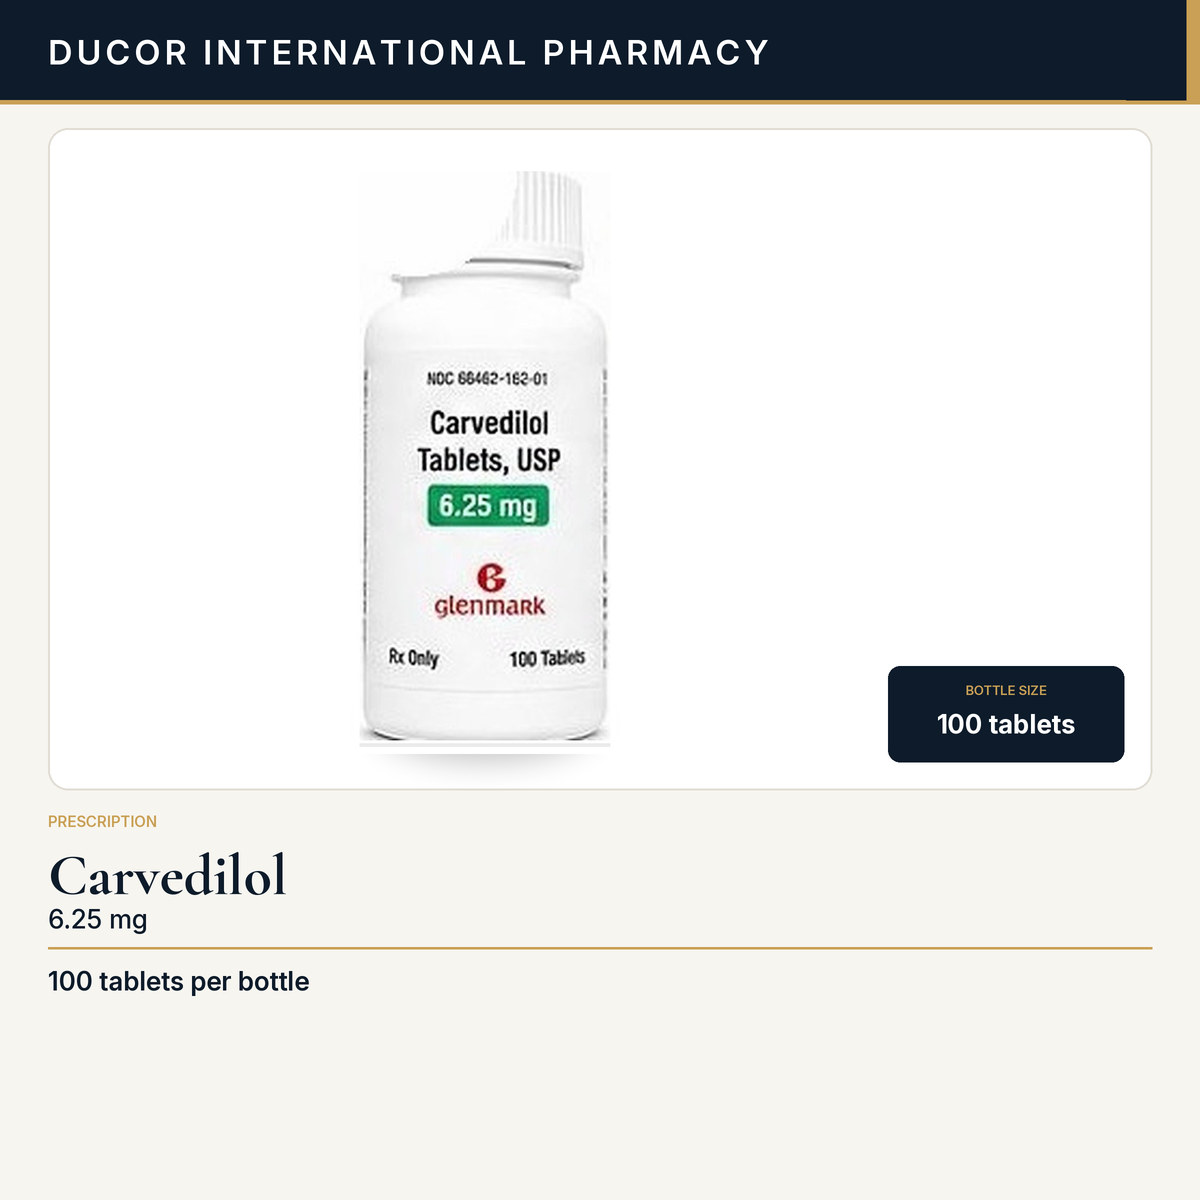 DUCOR INTERNATIONAL PHARMACY
NDC 68462-162-01
Carvedilol
Tablets, USP
6.25 mg
glenmark
Rx Only 100 Tablets
BOTTLE SIZE
100 tablets
PRESCRIPTION
Carvedilol
6.25 mg
100 tablets per bottle